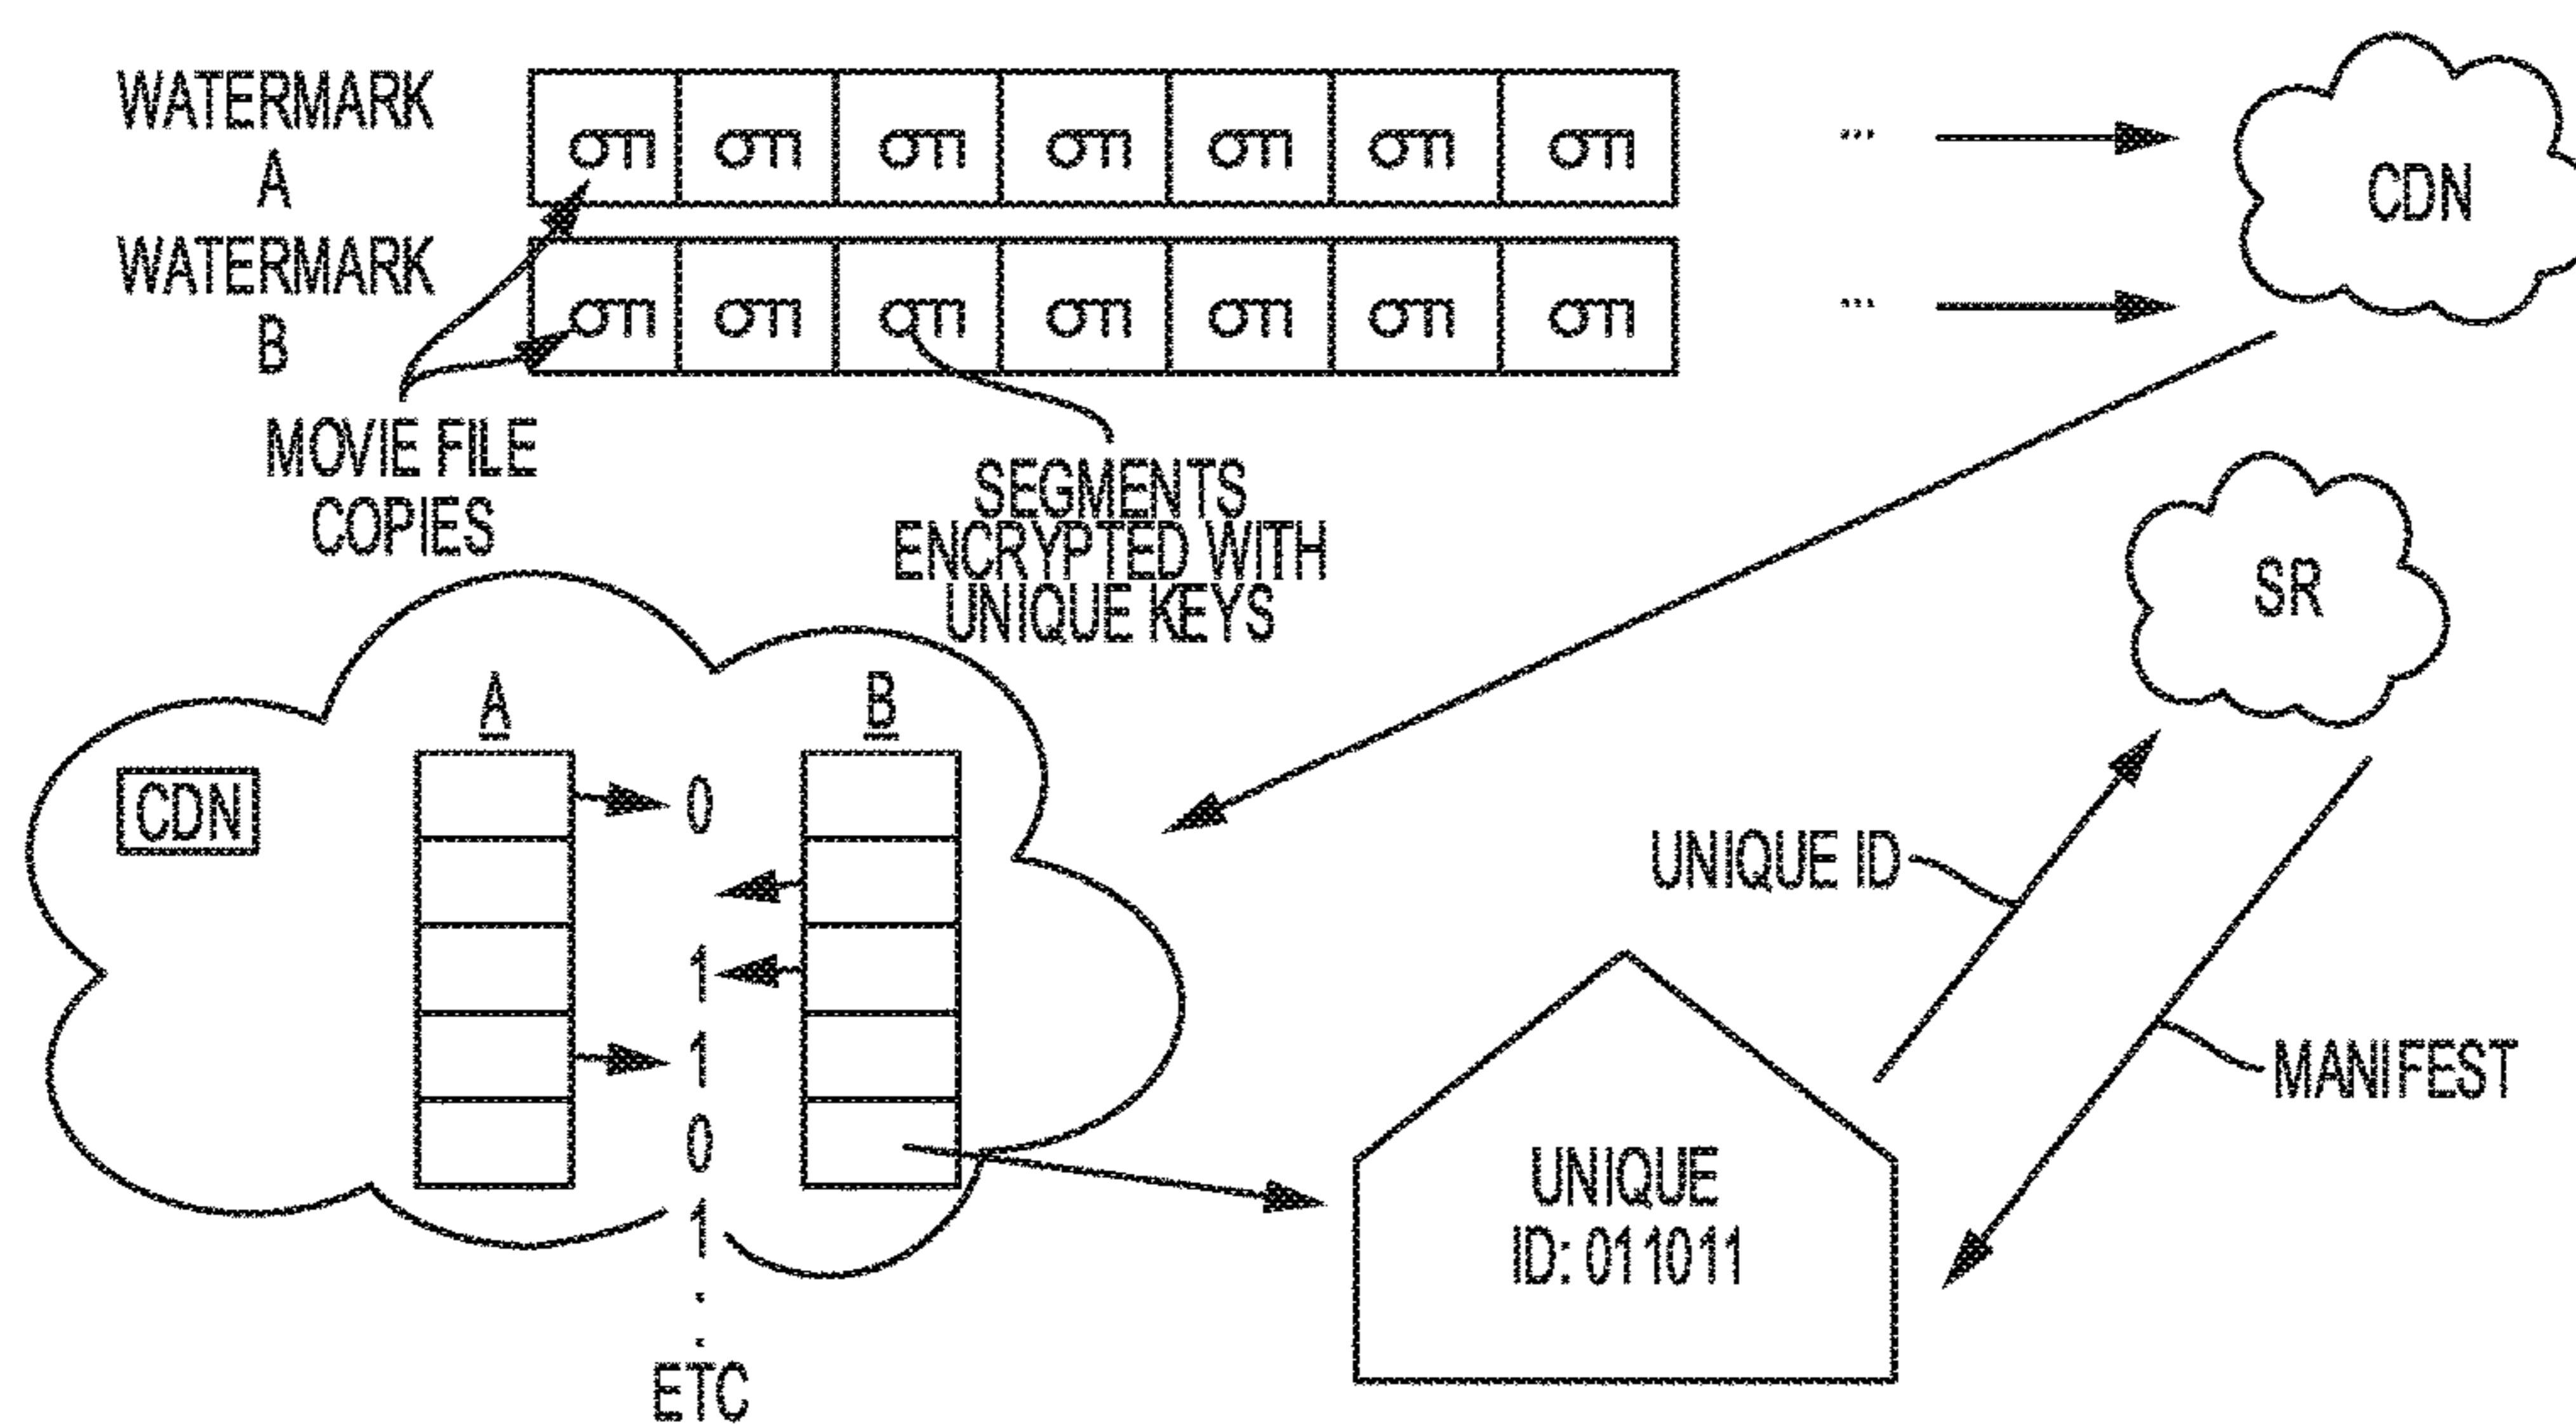 WATERMARK
A
WATERMARK
B
...
...
CDN
MOVIE FILE
COPIES
SEGMENTS
ENCRYPTED WITH
UNIQUE KEYS
SR
A
B
CDN
0
1
1
0
1
.
.
ETC
UNIQUE ID
MANIFEST
UNIQUE
ID: 011011